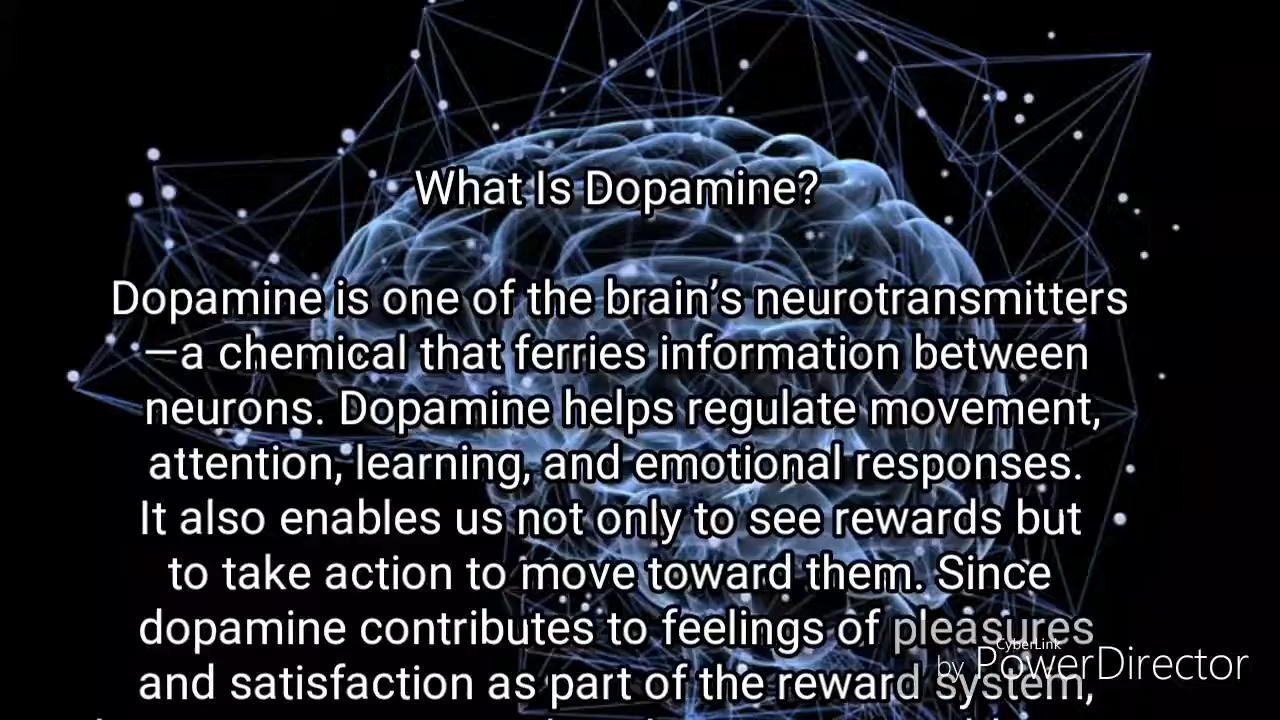 What Is Dopamine?
Dopamine is one of the brain’s neurotransmitters
—a chemical that ferries information between
neurons. Dopamine helps regulate movement,
attention, learning, and emotional responses.
It also enables us not only to see rewards but
to take action to move toward them. Since
dopamine contributes to feelings of pleasures
and satisfaction as part of the reward system,
CyberLink
by PowerDirector